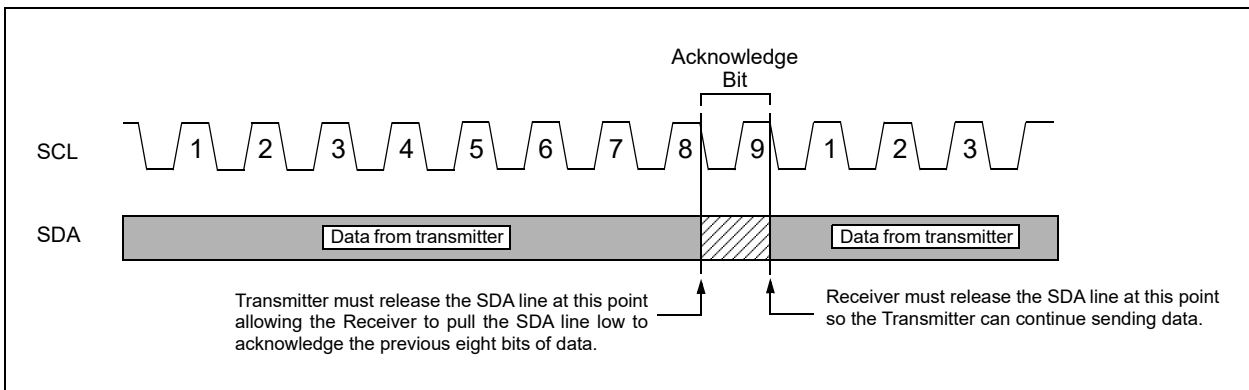 Acknowledge
Bit
SCL
1 2 3 4 5 6 7 8 9 1 2 3
SDA
Data from transmitter
Data from transmitter
Transmitter must release the SDA line at this point
allowing the Receiver to pull the SDA line low to
acknowledge the previous eight bits of data.
Receiver must release the SDA line at this point
so the Transmitter can continue sending data.